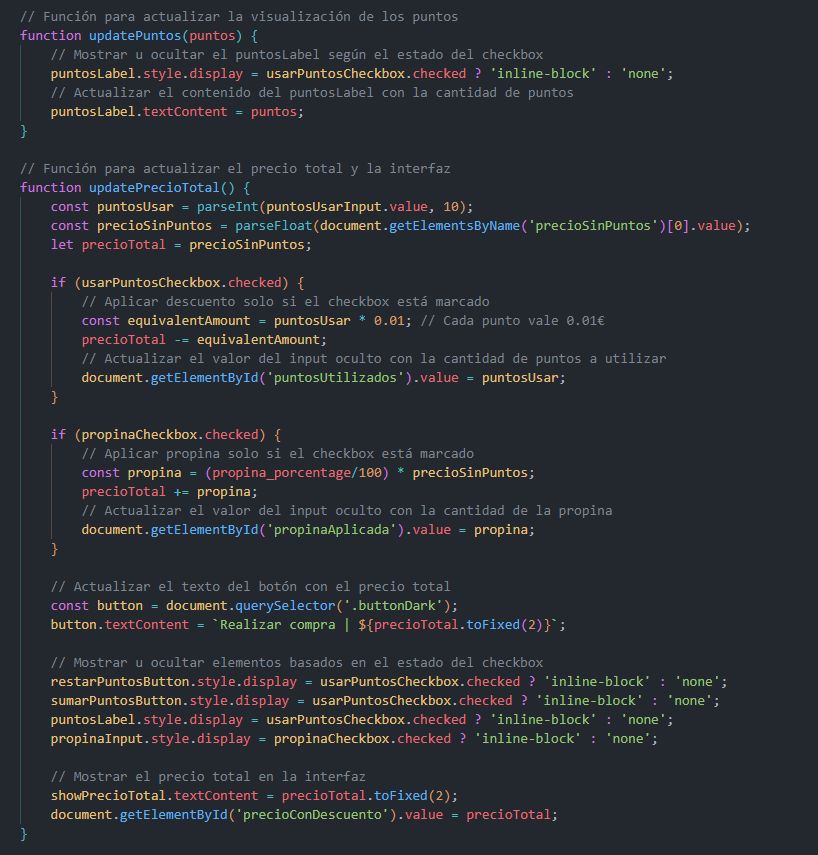 // Función para actualizar la visualización de los puntos
function updatePuntos(puntos) {
// Mostrar u ocultar el puntosLabel según el estado del checkbox
puntosLabel.style.display = usarPuntosCheckbox.checked ? 'inline-block' : 'none';
// Actualizar el contenido del puntosLabel con la cantidad de puntos
puntosLabel.textContent = puntos;
}
// Función para actualizar el precio total y la interfaz
function updatePrecioTotal() {
const puntosUsar = parseInt(puntosUsarInput.value, 10);
const precioSinPuntos = parseFloat(document.getElementsByName('precioSinPuntos')[0].value);
let precioTotal = precioSinPuntos;
if (usarPuntosCheckbox.checked) {
// Aplicar descuento solo si el checkbox está marcado
const equivalentAmount = puntosUsar * 0.01; // Cada punto vale 0.01€
precioTotal -= equivalentAmount;
// Actualizar el valor del input oculto con la cantidad de puntos a utilizar
document.getElementById('puntosUtilizados').value = puntosUsar;
}
if (propinaCheckbox.checked) {
// Aplicar propina solo si el checkbox está marcado
const propina = (propina_porcentage/100) * precioSinPuntos;
precioTotal += propina;
// Actualizar el valor del input oculto con la cantidad de la propina
document.getElementById('propinaAplicada').value = propina;
}
// Actualizar el texto del botón con el precio total
const button = document.querySelector('.buttonDark');
button.textContent = `Realizar compra | ${precioTotal.toFixed(2)}`;
// Mostrar u ocultar elementos basados en el estado del checkbox
restarPuntosButton.style.display = usarPuntosCheckbox.checked ? 'inline-block' : 'none';
sumarPuntosButton.style.display = usarPuntosCheckbox.checked ? 'inline-block' : 'none';
puntosLabel.style.display = usarPuntosCheckbox.checked ? 'inline-block' : 'none';
propinaInput.style.display = propinaCheckbox.checked ? 'inline-block' : 'none';
// Mostrar el precio total en la interfaz
showPrecioTotal.textContent = precioTotal.toFixed(2);
document.getElementById('precioConDescuento').value = precioTotal;
}